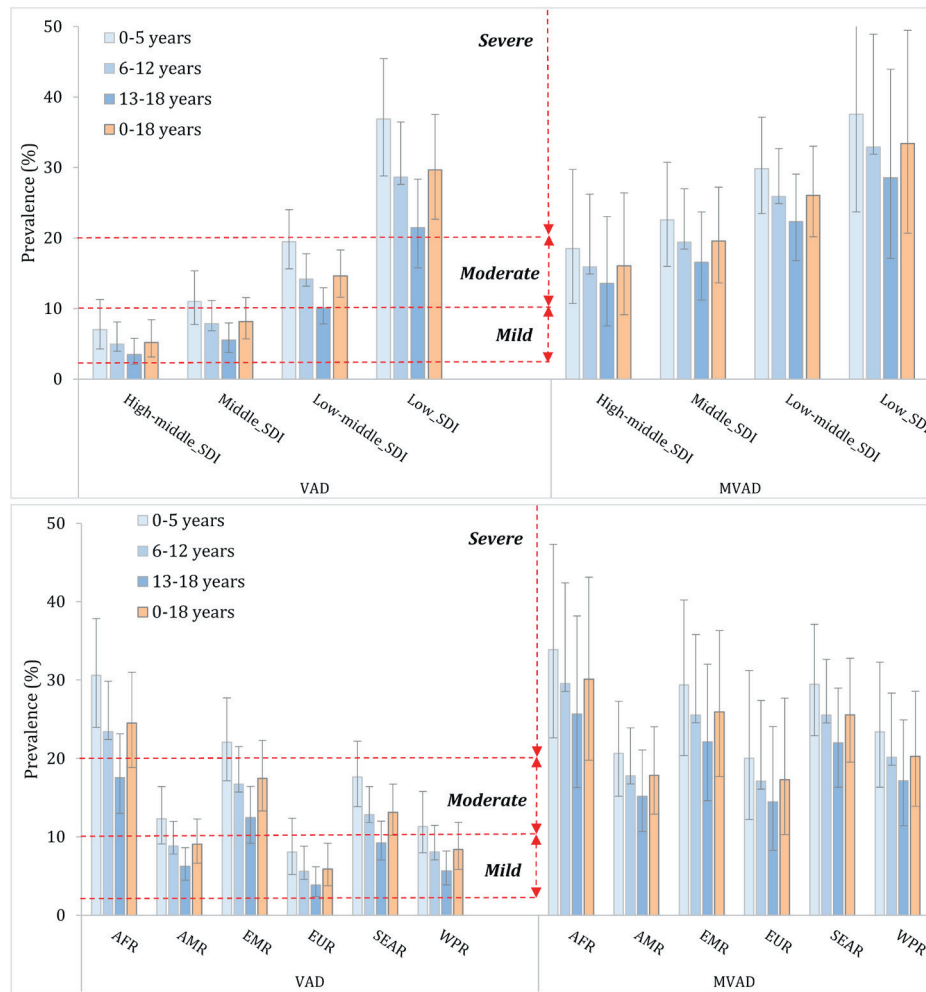 50
40
30
20
10
0
Prevalence (%)
0-5 years
6-12 years
13-18 years
0-18 years
Severe
Moderate
Mild
High-middle_SDI
Middle_SDI
Low-middle_SDI
Low_SDI
High-middle_SDI
Middle_SDI
Low-middle_SDI
Low_SDI
VAD
MVAD
50
40
30
20
10
0
Prevalence (%)
0-5 years
6-12 years
13-18 years
0-18 years
Severe
Moderate
Mild
AFR
AMR
EMR
EUR
SEAR
WPR
AFR
AMR
EMR
EUR
SEAR
WPR
VAD
MVAD